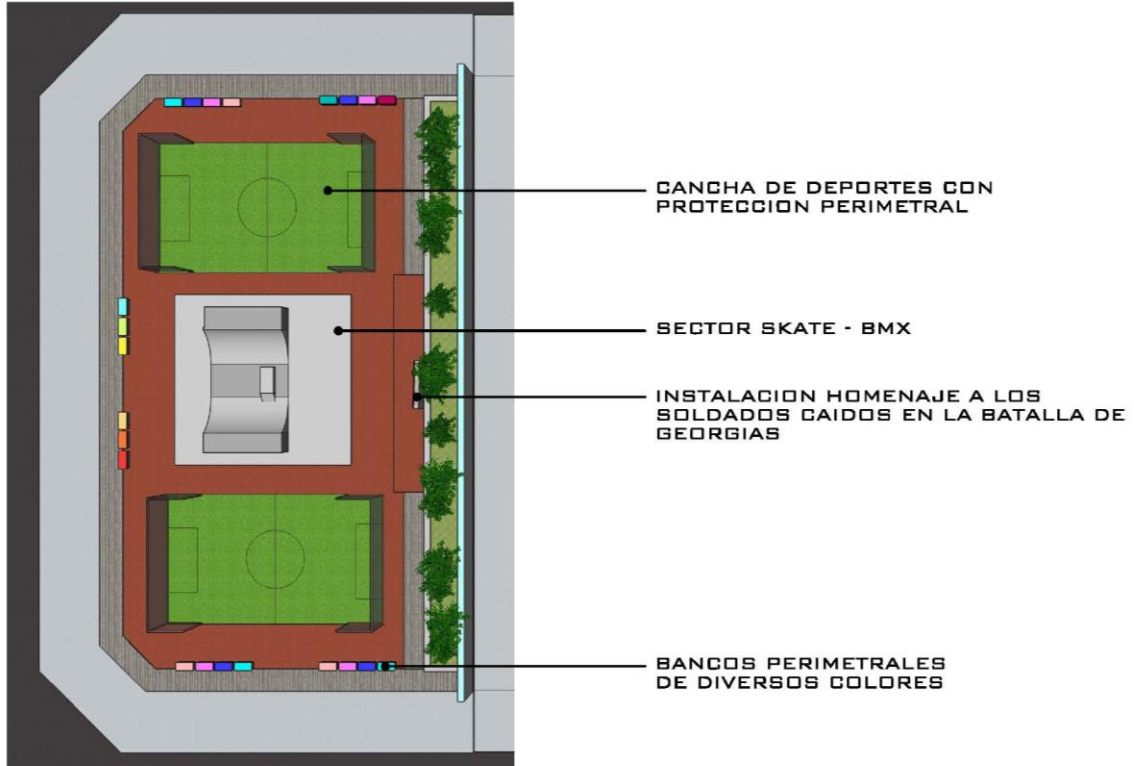 CANCHA DE DEPORTES CON
PROTECCION PERIMETRAL
SECTOR SKATE - BMX
INSTALACION HOMENAJE A LOS
SOLDADOS CAIDOS EN LA BATALLA DE
GEORGIAS
BANCOS PERIMETRALES
DE DIVERSOS COLORES